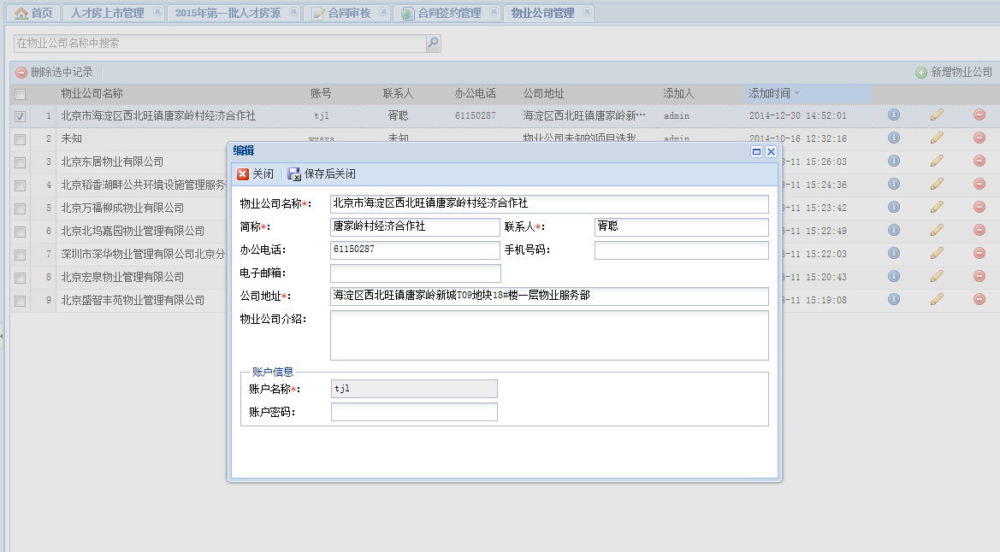 首页 人才房上市管理 2015年第一批人才房源 合同审核 合同签约管理 物业公司管理
在物业公司名称中搜索
删除选中记录 新增物业公司
物业公司名称 账号 联系人 办公电话 公司地址 添加人 添加时间
1 北京市海淀区西北旺镇唐家岭村经济合作社 tjl 胥聪 61150287 海淀区西北旺镇唐家岭新… admin 2014-12-30 14:52:01
2 未知 wysys 未知 物业公司未知的项目选我 admin 2014-10-16 12:32:16
3 北京东居物业有限公司 -11 15:26:03
4 北京稻香湖畔公共环境设施管理服务 -11 15:24:36
5 北京万福柳成物业有限公司 -11 15:23:42
6 北京北坞嘉园物业管理有限公司 -11 15:22:49
7 深圳市深华物业管理有限公司北京分 -11 15:22:03
8 北京宏泉物业管理有限公司 -11 15:20:43
9 北京盛智丰苑物业管理有限公司 -11 15:19:08
编辑
关闭 保存后关闭
物业公司名称*: 北京市海淀区西北旺镇唐家岭村经济合作社
简称*: 唐家岭村经济合作社 联系人*: 胥聪
办公电话: 61150287 手机号码:
电子邮箱:
公司地址*: 海淀区西北旺镇唐家岭新城T09地块18#楼一层物业服务部
物业公司介绍:
账户信息
账户名称*: tjl
账户密码: